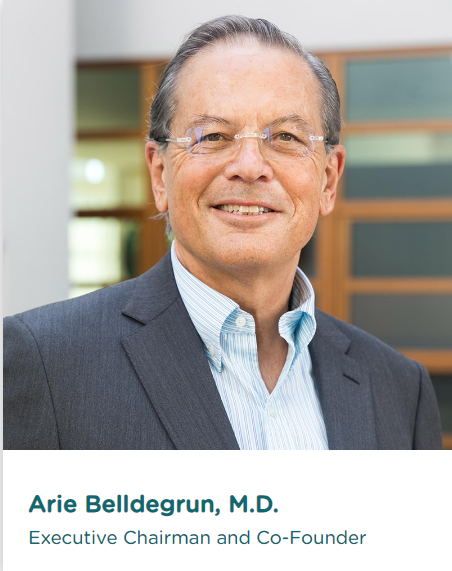 Arie Belldegrun, M.D.
Executive Chairman and Co-Founder